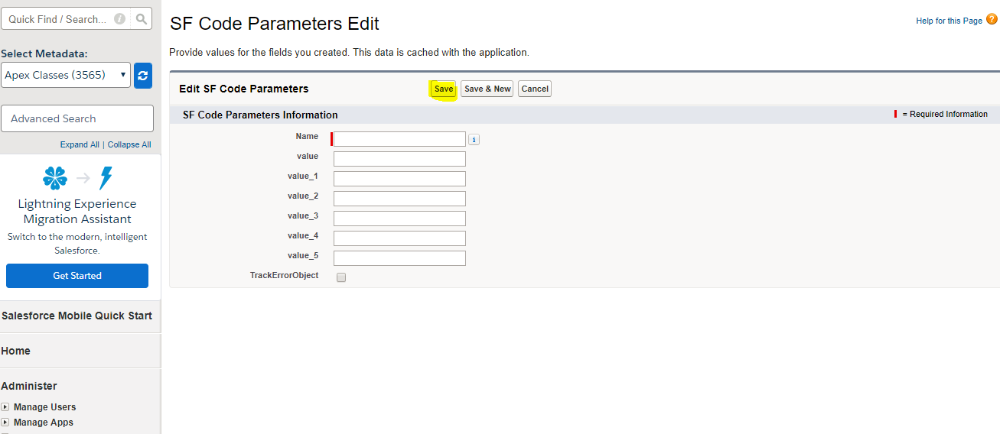 Quick Find / Search...
Select Metadata:
Apex Classes (3565)
Advanced Search
Expand All | Collapse All
Lightning Experience
Migration Assistant
Switch to the modern, intelligent
Salesforce.
Get Started
Salesforce Mobile Quick Start
Home
Administer
Manage Users
Manage Apps
SF Code Parameters Edit
Help for this Page
Provide values for the fields you created. This data is cached with the application.
Edit SF Code Parameters Save Save & New Cancel
SF Code Parameters Information = Required Information
Name
value
value_1
value_2
value_3
value_4
value_5
TrackErrorObject